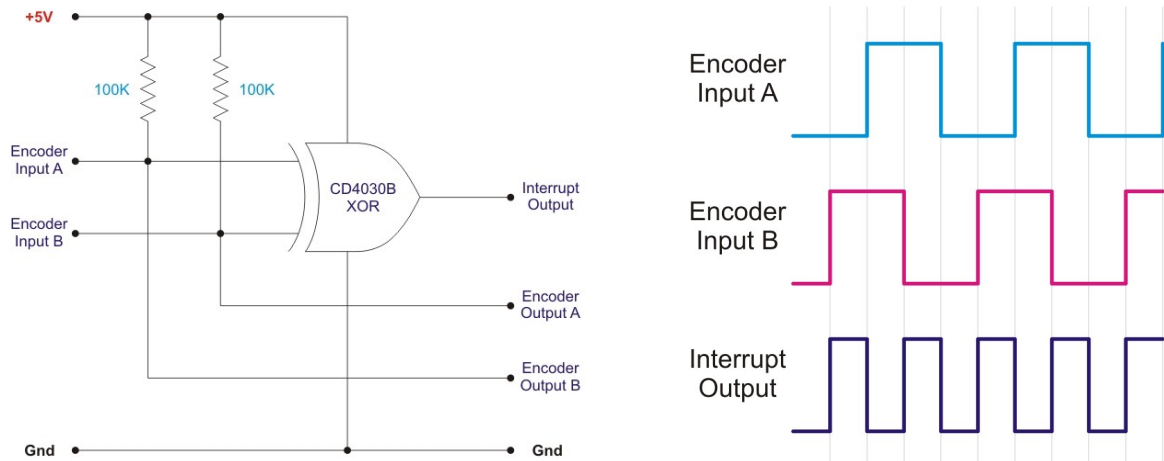 +5V
100K
100K
Encoder
Input A
CD4030B
XOR
Interrupt
Output
Encoder
Input B
Encoder
Output A
Encoder
Output B
Gnd
Gnd
Encoder
Input A
Encoder
Input B
Interrupt
Output